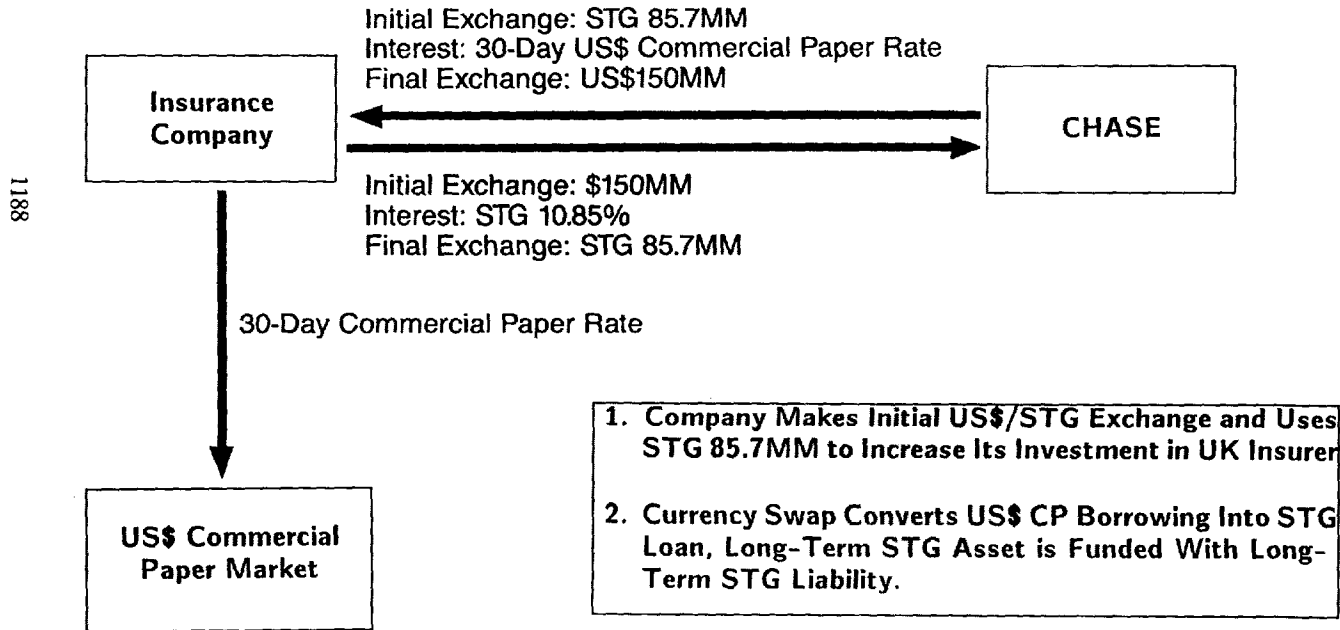 Initial Exchange: STG 85.7MM
Interest: 30-Day US$ Commercial Paper Rate
Final Exchange: US$150MM
Insurance
Company
CHASE
Initial Exchange: $150MM
Interest: STG 10.85%
Final Exchange: STG 85.7MM
1188
30-Day Commercial Paper Rate
US$ Commercial
Paper Market
1. Company Makes Initial US$/STG Exchange and Uses
STG 85.7MM to Increase Its Investment in UK Insurer
2. Currency Swap Converts US$ CP Borrowing Into STG
Loan, Long-Term STG Asset is Funded With Long-
Term STG Liability.